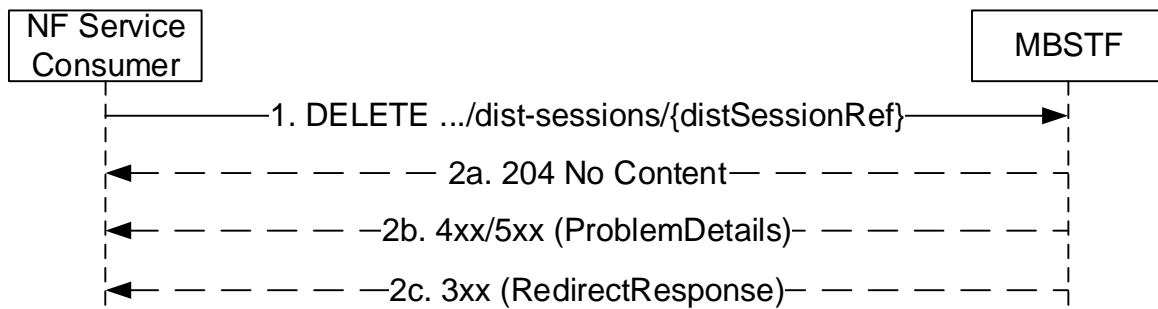 NF Service
Consumer
MBSTF
1. DELETE .../dist-sessions/{distSessionRef}
2a. 204 No Content
2b. 4xx/5xx (ProblemDetails)
2c. 3xx (RedirectResponse)